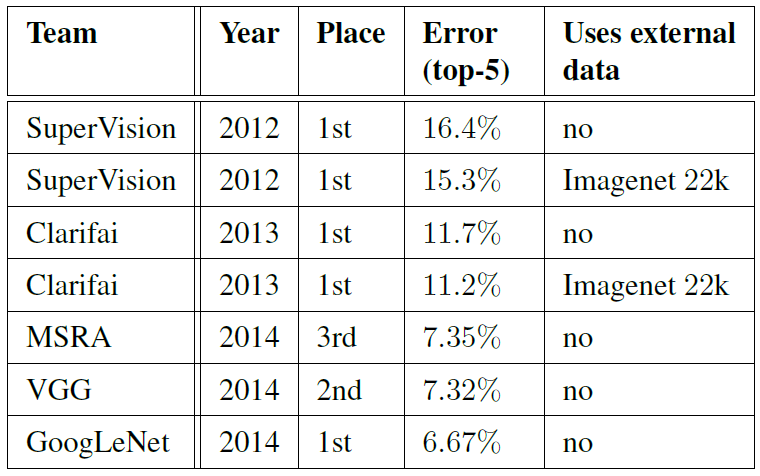 Team Year Place Error (top-5) Uses external data
SuperVision 2012 1st 16.4% no
SuperVision 2012 1st 15.3% Imagenet 22k
Clarifai 2013 1st 11.7% no
Clarifai 2013 1st 11.2% Imagenet 22k
MSRA 2014 3rd 7.35% no
VGG 2014 2nd 7.32% no
GoogLeNet 2014 1st 6.67% no